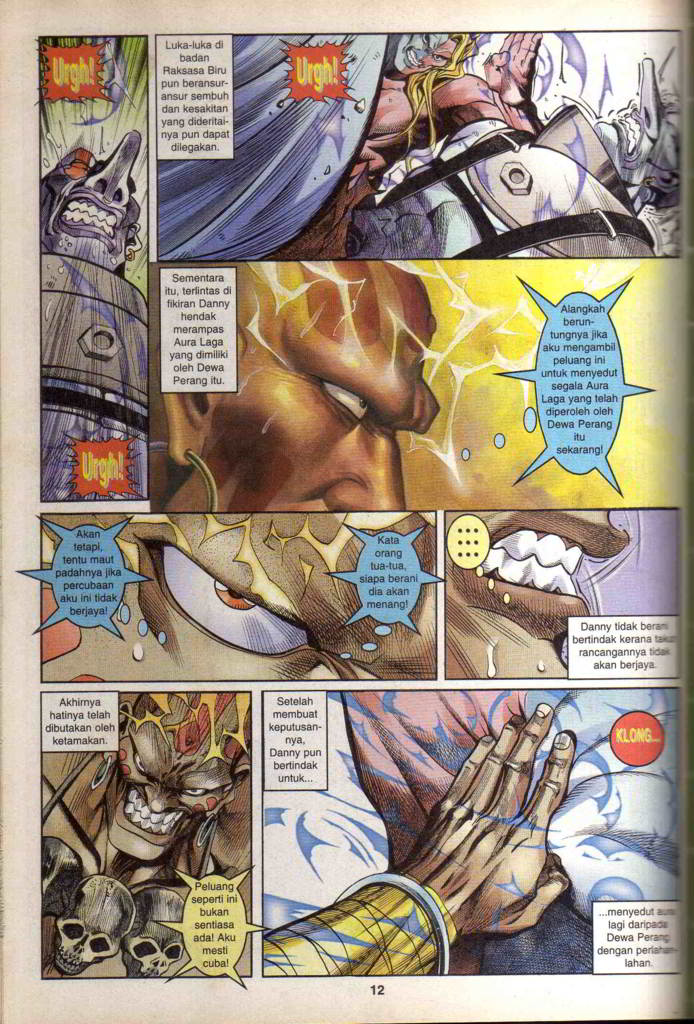 Urgh!
Luka-luka di
badan
Raksasa Biru
pun beransur-
ansur sembuh
dan kesakitan
yang dideritai-
nya pun dapat
dilegakan.
Urgh!
Urgh!
Sementara
itu, terlintas di
fikiran Danny
hendak
merampas
Aura Laga
yang dimiliki
oleh Dewa
Perang itu.
Alangkah
berun-
tungnya jika
aku mengambil
peluang ini
untuk menyedut
segala Aura
Laga yang telah
diperoleh oleh
Dewa Perang
itu
sekarang!
Akan
tetapi,
tentu maut
padahnya jika
percubaan
aku ini tidak
berjaya!
Kata
orang
tua-tua,
siapa berani
dia akan
menang!
Danny tidak berani
bertindak kerana takut
rancangannya tidak
akan berjaya.
Akhirnya
hatinya telah
dibutakan oleh
ketamakan.
Peluang
seperti ini
bukan
sentiasa
ada! Aku
mesti
cuba!
Setelah
membuat
keputusan-
nya,
Danny pun
bertindak
untuk...
KLONG...
...menyedut aura
lagi daripada
Dewa Perang
dengan perlahan-
lahan.
12